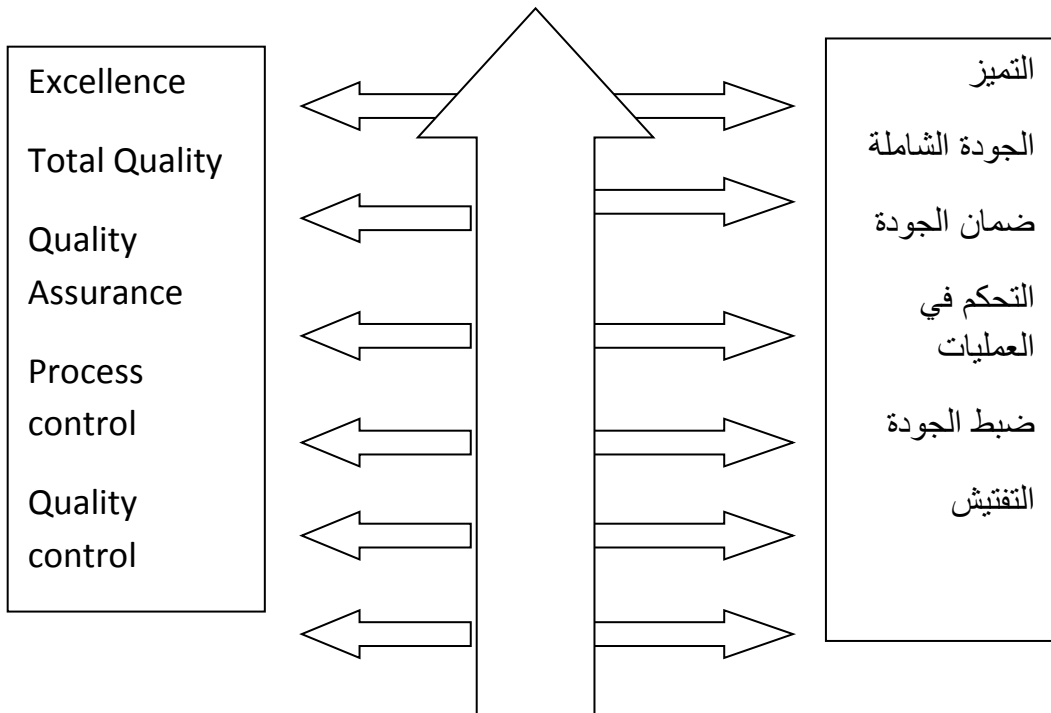 Excellence
Total Quality
Quality
Assurance
Process
control
Quality
control
التميز
الجودة الشاملة
ضمان الجودة
التحكم في
العمليات
ضبط الجودة
التفتيش